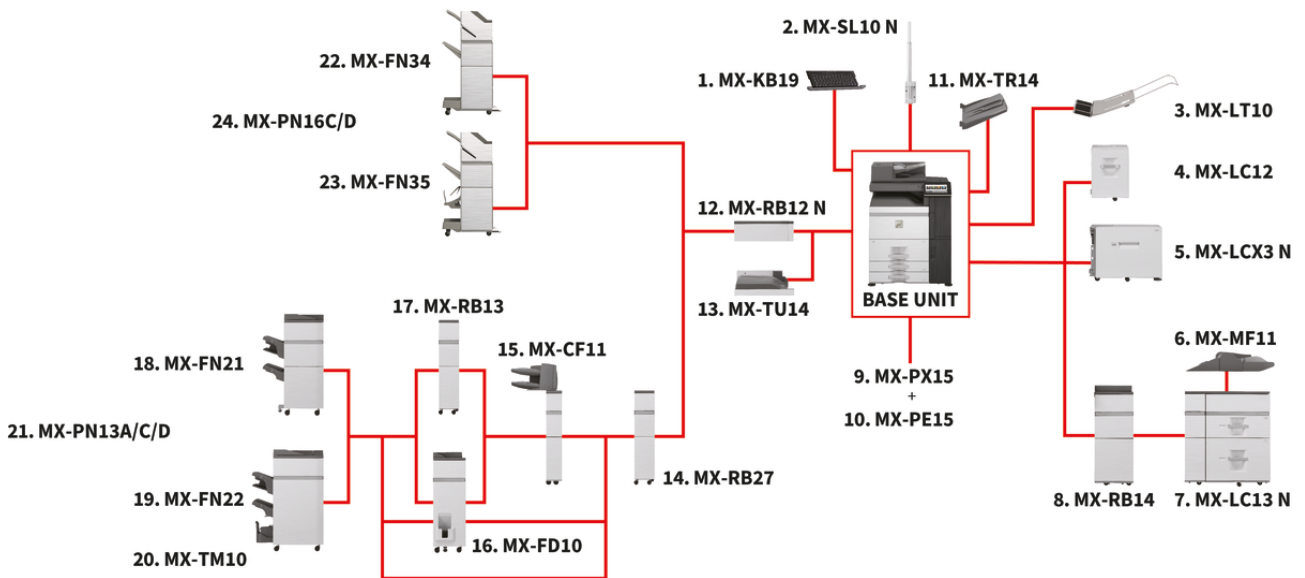 2. MX-SL10 N
22. MX-FN34
1. MX-KB19
11. MX-TR14
3. MX-LT10
24. MX-PN16C/D
4. MX-LC12
23. MX-FN35
12. MX-RB12 N
5. MX-LCX3 N
BASE UNIT
17. MX-RB13
13. MX-TU14
6. MX-MF11
15. MX-CF11
18. MX-FN21
9. MX-PX15
+
10. MX-PE15
21. MX-PN13A/C/D
14. MX-RB27
19. MX-FN22
8. MX-RB14
7. MX-LC13 N
16. MX-FD10
20. MX-TM10